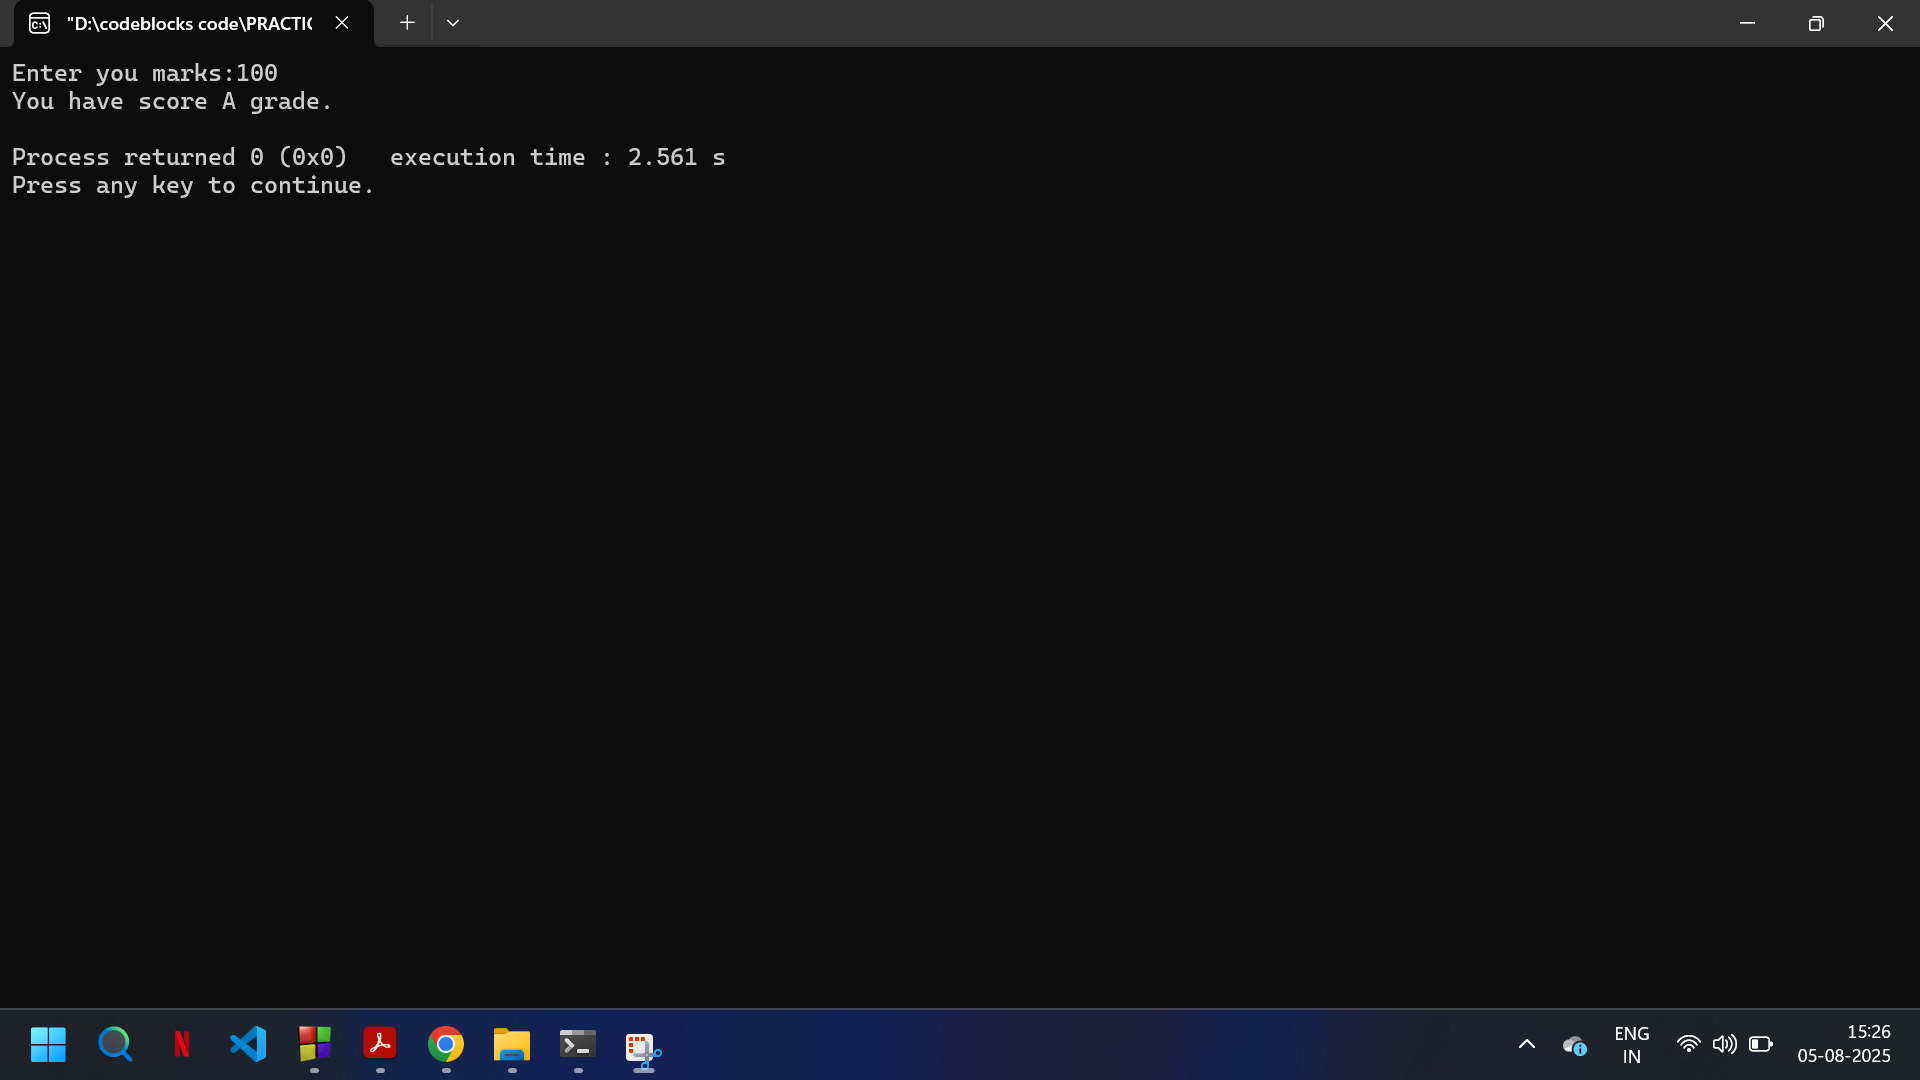 "D:\codeblocks code\PRACTIC
Enter you marks:100
You have score A grade.
Process returned 0 (0x0)   execution time : 2.561 s
Press any key to continue.
ENG
IN
15:26
05-08-2025